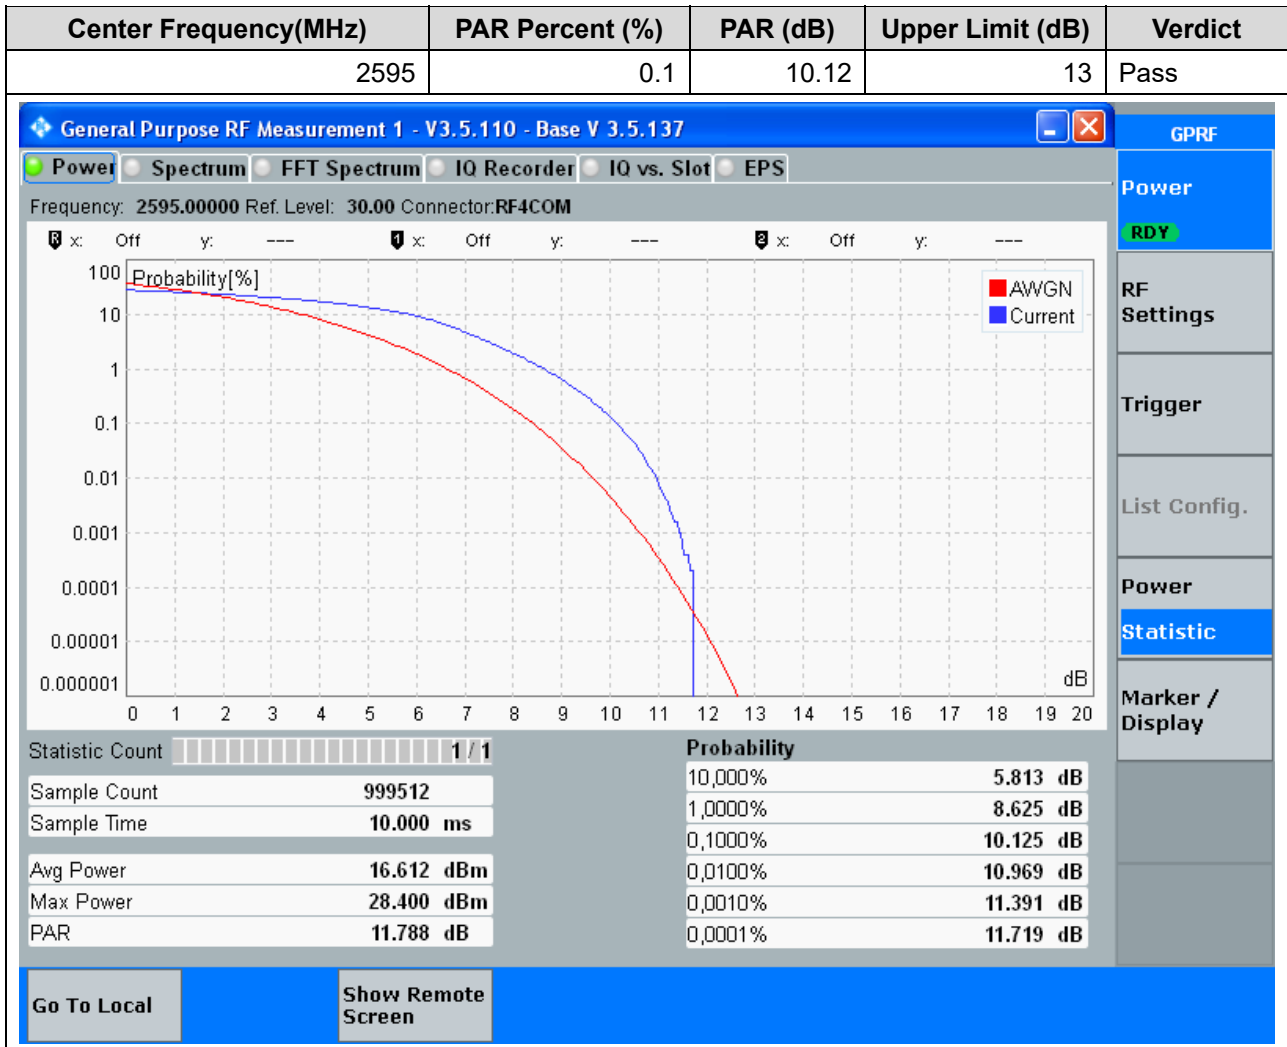 Center Frequency(MHz) PAR Percent (%) PAR (dB) Upper Limit (dB) Verdict
2595 0.1 10.12 13 Pass
General Purpose RF Measurement 1 - V3.5.110 - Base V 3.5.137
GPRF
Power Spectrum FFT Spectrum IQ Recorder IQ vs. Slot EPS
Power
RDY
Frequency: 2595.00000 Ref. Level: 30.00 Connector:RF4COM
R x: Off y: --- 1 x: Off y: --- 2 x: Off y: ---
Probability[%]
AWGN
Current
100
10
1
0.1
0.01
0.001
0.0001
0.00001
0.000001
dB
0 1 2 3 4 5 6 7 8 9 10 11 12 13 14 15 16 17 18 19 20
RF
Settings
Trigger
List Config.
Power
Statistic
Marker /
Display
Statistic Count 1 / 1
Sample Count 999512
Sample Time 10.000 ms
Avg Power 16.612 dBm
Max Power 28.400 dBm
PAR 11.788 dB
Probability
10,000% 5.813 dB
1,0000% 8.625 dB
0,1000% 10.125 dB
0,0100% 10.969 dB
0,0010% 11.391 dB
0,0001% 11.719 dB
Go To Local
Show Remote
Screen